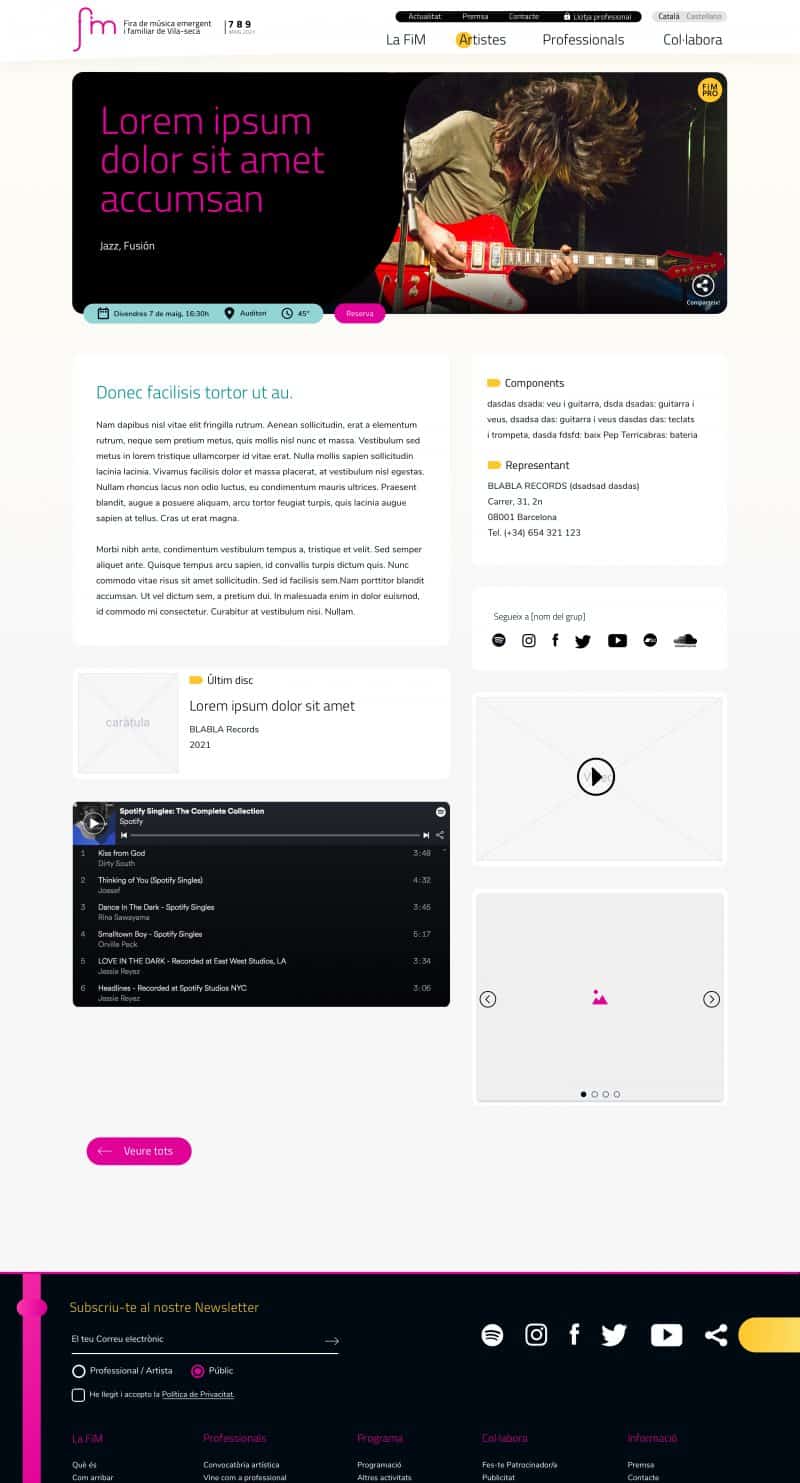 Actualitat Premsa Contacte Llotja profesional Català Castellano
fim Fira de música emergent
i familiar de Vila-seca
7 8 9
MAIG 2021
La FiM Artistes Professionals Col·labora
Lorem ipsum
dolor sit amet
accumsan
Jazz, Fusión
FiM
PRO
Comparteix!
Divendres 7 de maig, 16:30h Auditori 45" Reserva
Donec facilisis tortor ut au.
Nam dapibus nisl vitae elit fringilla rutrum. Aenean sollicitudin, erat a elementum
rutrum, neque sem pretium metus, quis mollis nisl nunc et massa. Vestibulum sed
metus in lorem tristique ullamcorper id vitae erat. Nulla mollis sapien sollicitudin
lacinia lacinia. Vivamus facilisis dolor et massa placerat, at vestibulum nisl egestas.
Nullam rhoncus lacus non odio luctus, eu condimentum mauris ultrices. Praesent
blandit, augue a posuere aliquam, arcu tortor feugiat turpis, quis lacinia augue
sapien at tellus. Cras ut erat magna.
Morbi nibh ante, condimentum vestibulum tempus a, tristique et velit. Sed semper
aliquet ante. Quisque tempus arcu sapien, id convallis turpis dictum quis. Nunc
commodo vitae risus sit amet sollicitudin. Sed id facilisis sem.Nam porttitor blandit
accumsan. Ut vel dictum sem, a pretium dui. In malesuada enim in dolor euismod,
id commodo mi consectetur. Curabitur at vestibulum nisi. Nullam.
Components
dasdas dsada: veu i guitarra, dsda dsadas: guitarra i
veus, dsadsa das: guitarra i veus dasdas das: teclats
i trompeta, dasda fdsfd: baix Pep Terricabras: bateria
Representant
BLABLA RECORDS (dsadsad dasdas)
Carrer, 31, 2n
08001 Barcelona
Tel. (+34) 654 321 123
Segueix a [nom del grup]
caràtula
Últim disc
Lorem ipsum dolor sit amet
BLABLA Records
2021
Spotify Singles: The Complete Collection
Spotify
1 Kiss from God 3:48
Dirty South
2 Thinking of You (Spotify Singles) 4:32
Joesef
3 Dance In The Dark - Spotify Singles 3:45
Rina Sawayama
4 Smalltown Boy - Spotify Singles 5:17
Orville Peck
5 LOVE IN THE DARK - Recorded at East West Studios, LA 3:34
Jessie Reyez
6 Headlines - Recorded at Spotify Studios NYC 3:06
Jessie Reyez
Veure tots
Subscriu-te al nostre Newsletter
El teu Correu electrònic
Professional / Artista Públic
He llegit i accepto la Política de Privacitat.
La FiM Professionals Programa Col·labora Informació
Què és Convocatòria artística Programació Fes-te Patrocinador/a Premsa
Com arribar Vine com a professional Altres activitats Publicitat Contacte